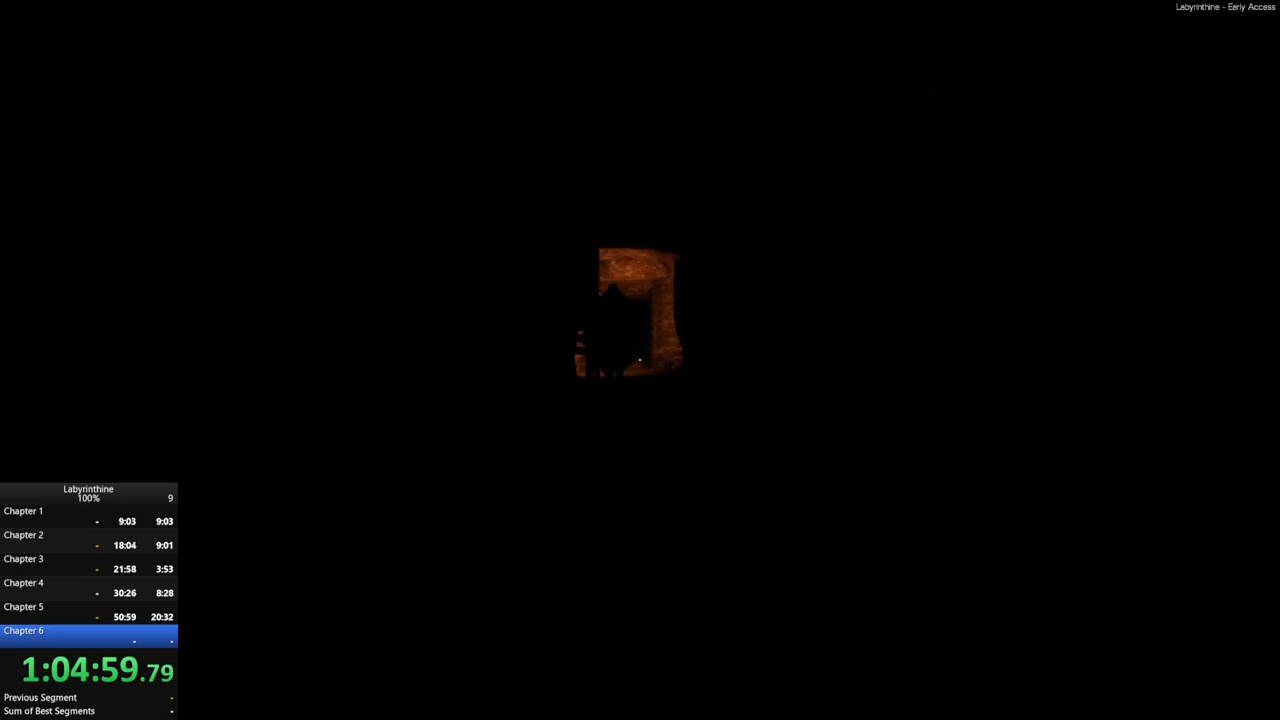 Labyrinthine - Early Access
Labyrinthine
100% 9
Chapter 1
- 9:03 9:03
Chapter 2
- 18:04 9:01
Chapter 3
- 21:58 3:53
Chapter 4
- 30:26 8:28
Chapter 5
- 50:59 20:32
Chapter 6
- -
1:04:59.79
Previous Segment -
Sum of Best Segments -